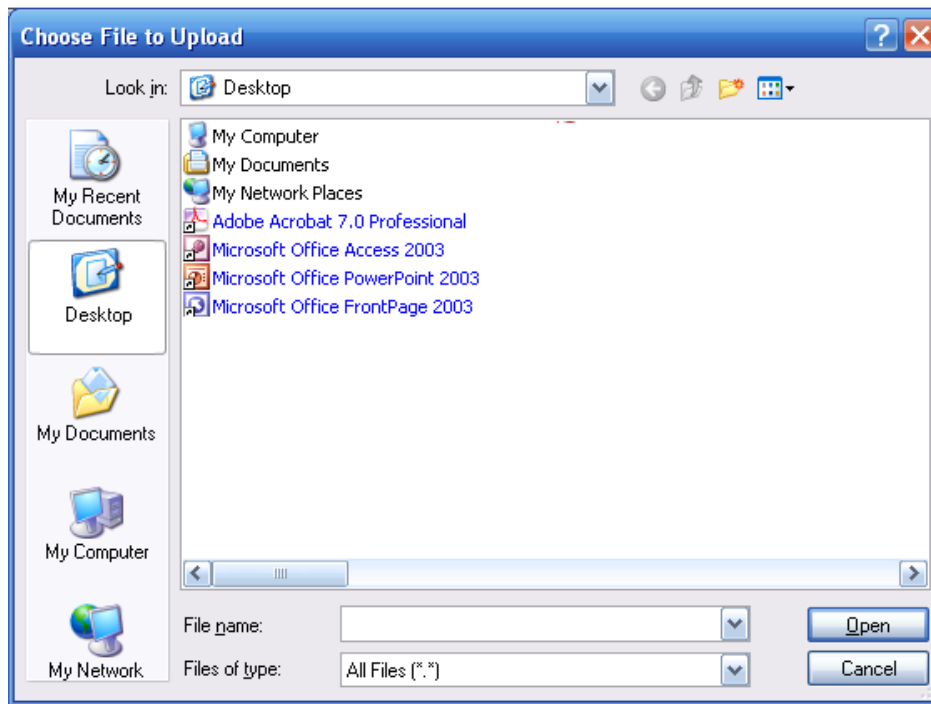 Choose File to Upload
Look in:
Desktop
My Recent
Documents
Desktop
My Documents
My Computer
My Network
My Computer
My Documents
My Network Places
Adobe Acrobat 7.0 Professional
Microsoft Office Access 2003
Microsoft Office PowerPoint 2003
Microsoft Office FrontPage 2003
File name:
Open
Files of type:
All Files (*.*)
Cancel